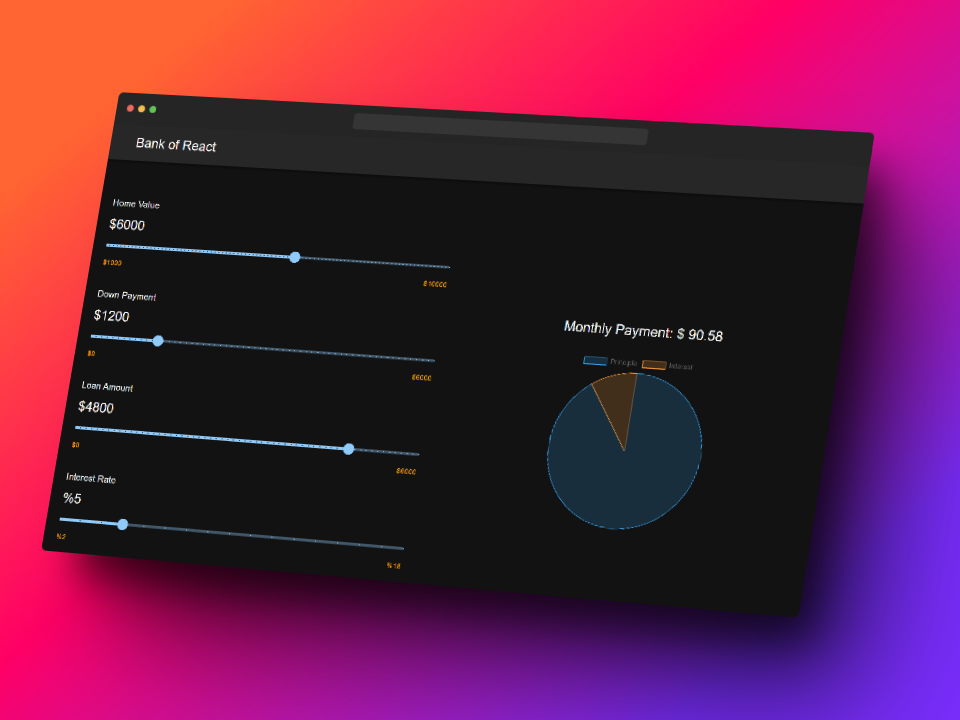 Bank of React
Home Value
$6000
$1000
$10000
Down Payment
$1200
$0
$6000
Loan Amount
$4800
$0
$6000
Interest Rate
%5
%2
%18
Monthly Payment: $ 90.58
Principle
Interest